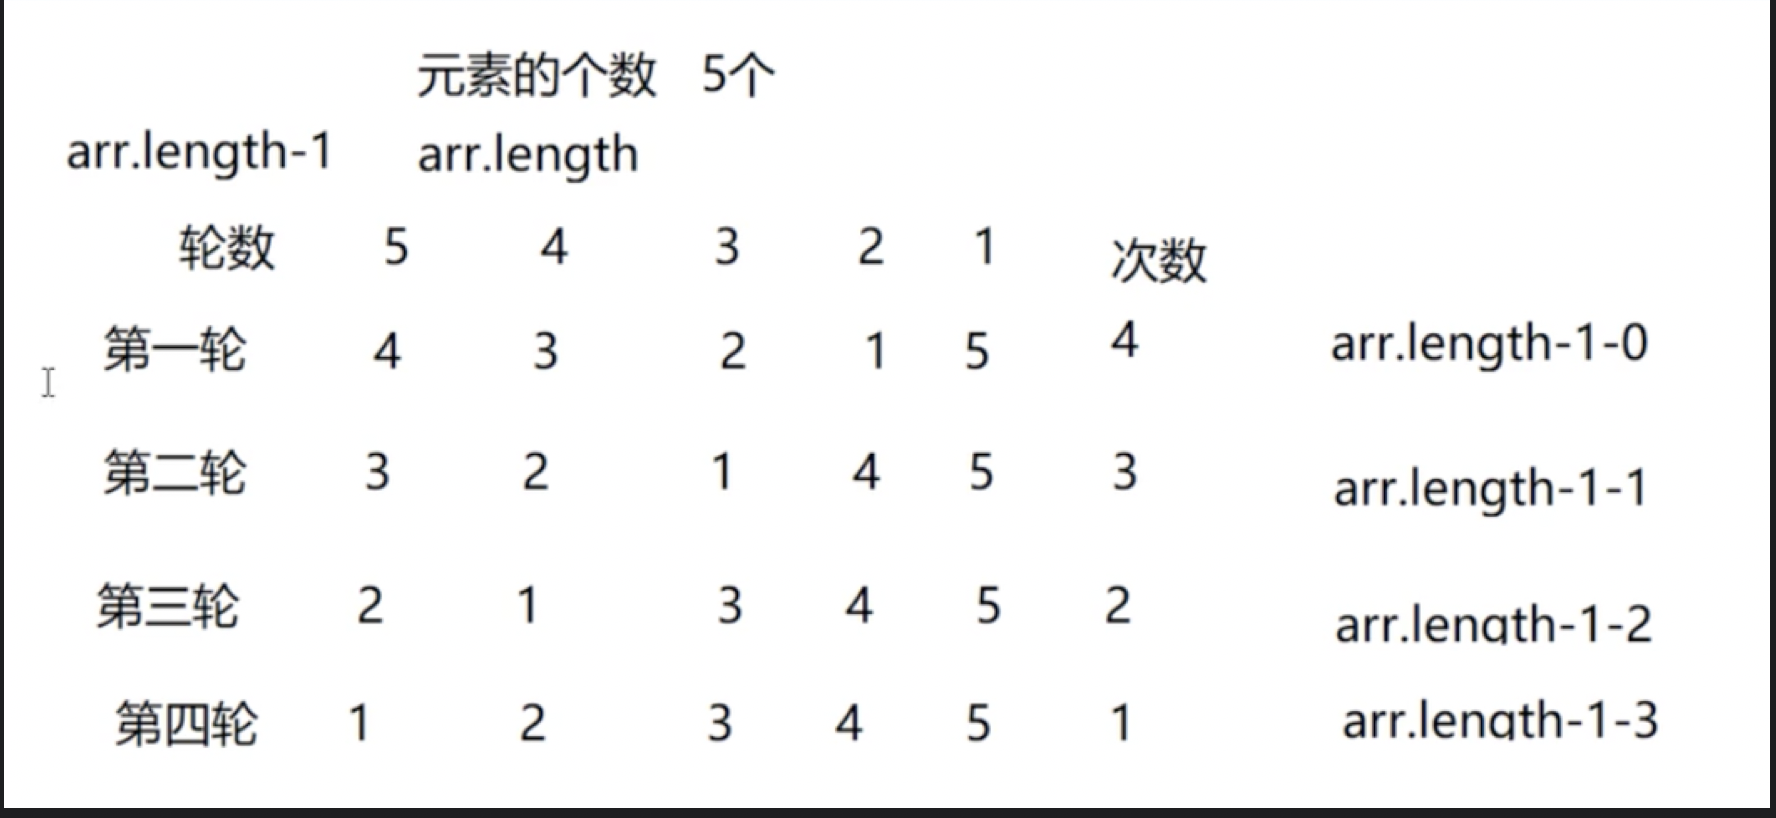 元素的个数 5个
arr.length-1 arr.length
轮数 5 4 3 2 1 次数
第一轮 4 3 2 1 5 4 arr.length-1-0
第二轮 3 2 1 4 5 3 arr.length-1-1
第三轮 2 1 3 4 5 2 arr.length-1-2
第四轮 1 2 3 4 5 1 arr.length-1-3